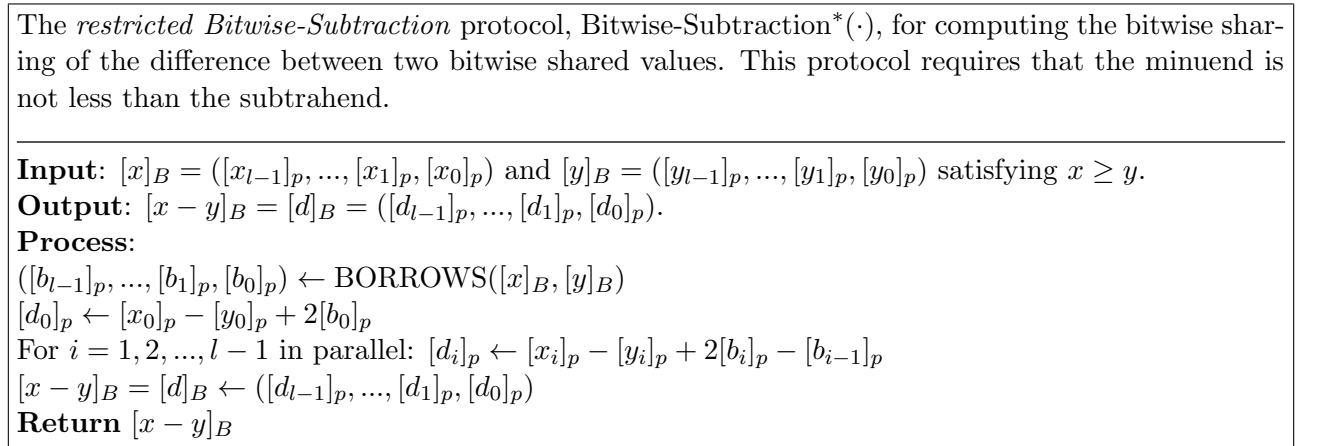 The restricted Bitwise-Subtraction protocol, Bitwise-Subtraction*(·), for computing the bitwise shar-
ing of the difference between two bitwise shared values. This protocol requires that the minuend is
not less than the subtrahend.
Input: [x]_B = ([x_{l−1}]_p, ..., [x_1]_p, [x_0]_p) and [y]_B = ([y_{l−1}]_p, ..., [y_1]_p, [y_0]_p) satisfying x ≥ y.
Output: [x − y]_B = [d]_B = ([d_{l−1}]_p, ..., [d_1]_p, [d_0]_p).
Process:
([b_{l−1}]_p, ..., [b_1]_p, [b_0]_p) ← BORROWS([x]_B, [y]_B)
[d_0]_p ← [x_0]_p − [y_0]_p + 2[b_0]_p
For i = 1, 2, ..., l − 1 in parallel: [d_i]_p ← [x_i]_p − [y_i]_p + 2[b_i]_p − [b_{i−1}]_p
[x − y]_B = [d]_B ← ([d_{l−1}]_p, ..., [d_1]_p, [d_0]_p)
Return [x − y]_B